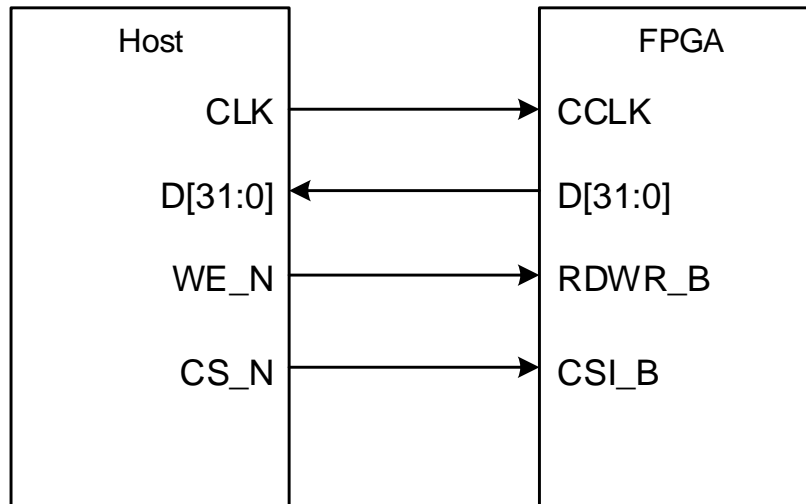 Host FPGA
CLK CCLK
D[31:0] D[31:0]
WE_N RDWR_B
CS_N CSI_B